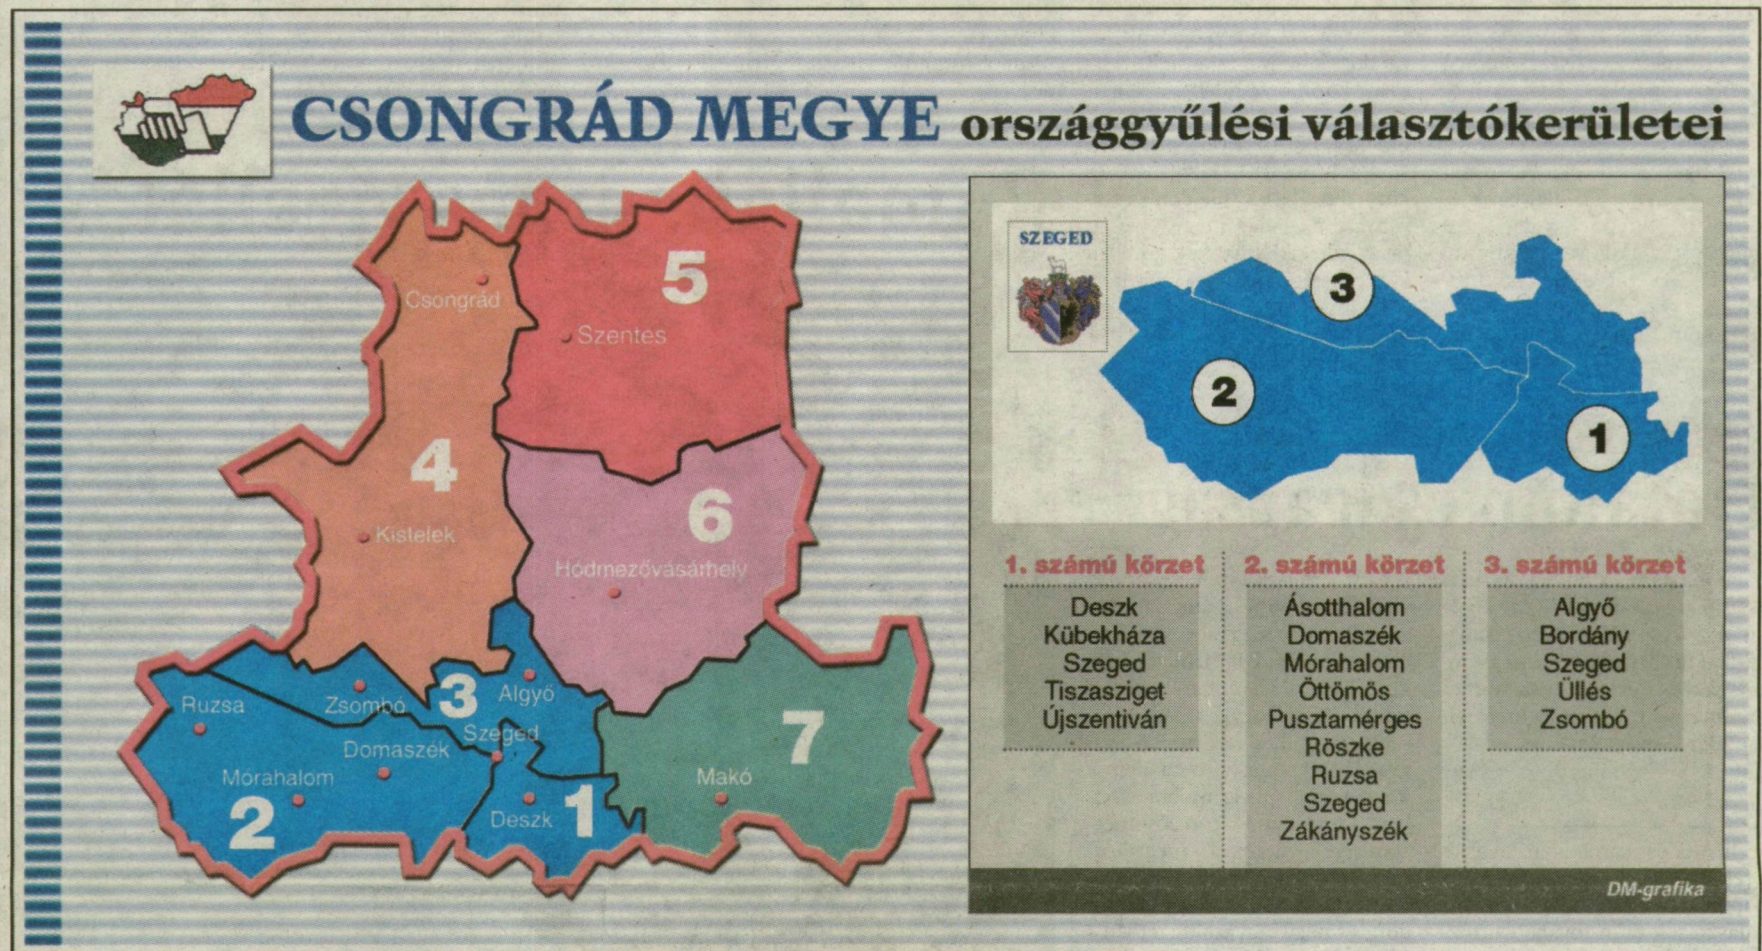 CSONGRÁD MEGYE országgyűlési választókerületei
5
Csongrád
Szentes
4
6
Kistelek
Hódmezővásárhely
3
Ruzsa
Zsombó
Algyő
Szeged
7
Domaszék
Mórahalom
Makó
2
Deszk
1
SZEGED
3
2
1
1. számú körzet
Deszk
Kübekháza
Szeged
Tiszasziget
Újszentiván
2. számú körzet
Ásotthalom
Domaszék
Mórahalom
Öttömös
Pusztamérges
Röszke
Ruzsa
Szeged
Zákányszék
3. számú körzet
Algyő
Bordány
Szeged
Üllés
Zsombó
DM-grafika